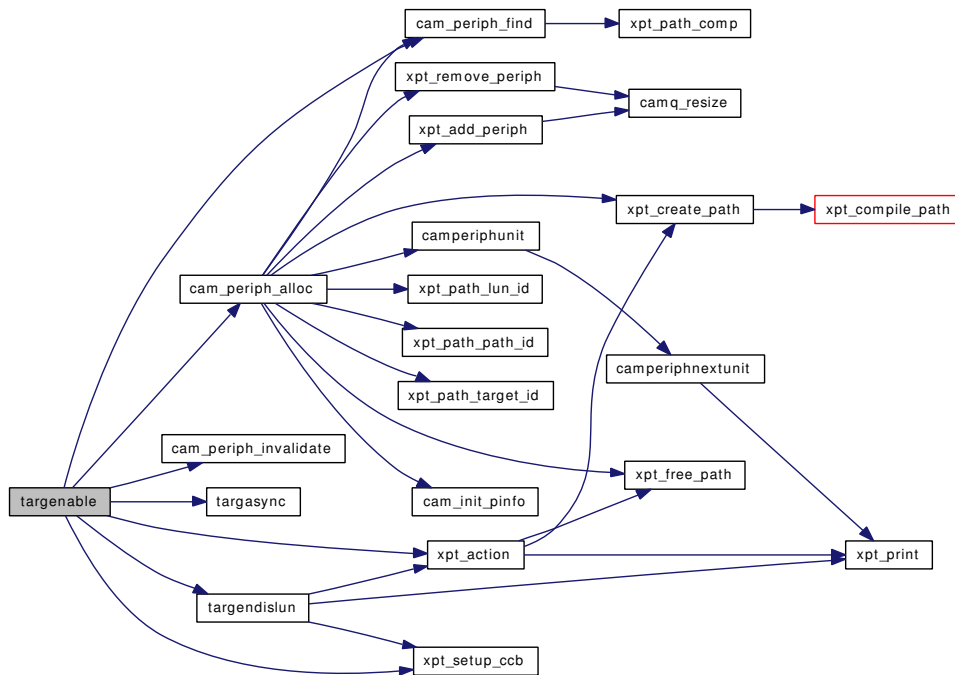 cam_periph_find
xpt_path_comp
xpt_remove_periph
camq_resize
xpt_add_periph
xpt_create_path
xpt_compile_path
camperiphunit
cam_periph_alloc
xpt_path_lun_id
xpt_path_path_id
camperiphnextunit
xpt_path_target_id
cam_periph_invalidate
xpt_free_path
targenable
targasync
cam_init_pinfo
xpt_action
xpt_print
targendislun
xpt_setup_ccb